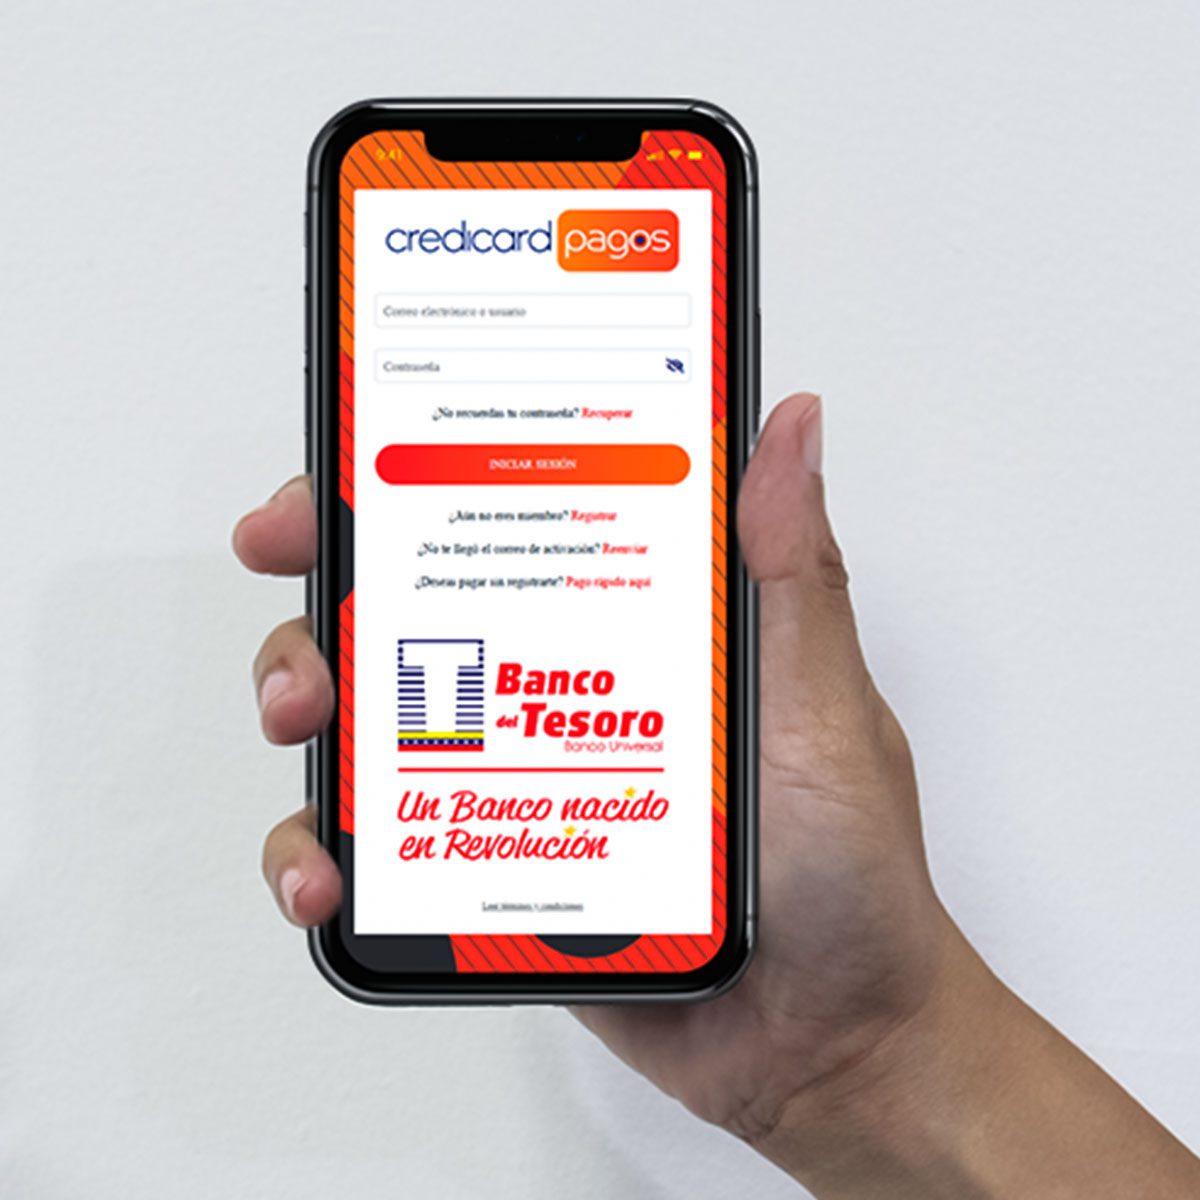 9:41
credicard pagos
Correo electrónico o usuario
Contraseña
¿No recuerdas tu contraseña? Recuperar
INICIAR SESIÓN
¿Aún no eres miembro? Registrar
¿No te llegó el correo de activación? Reenviar
¿Deseas pagar sin registrarte? Pago rápido aquí
Banco
del Tesoro
Banco Universal
Un Banco nacido
en Revolución
Leer términos y condiciones